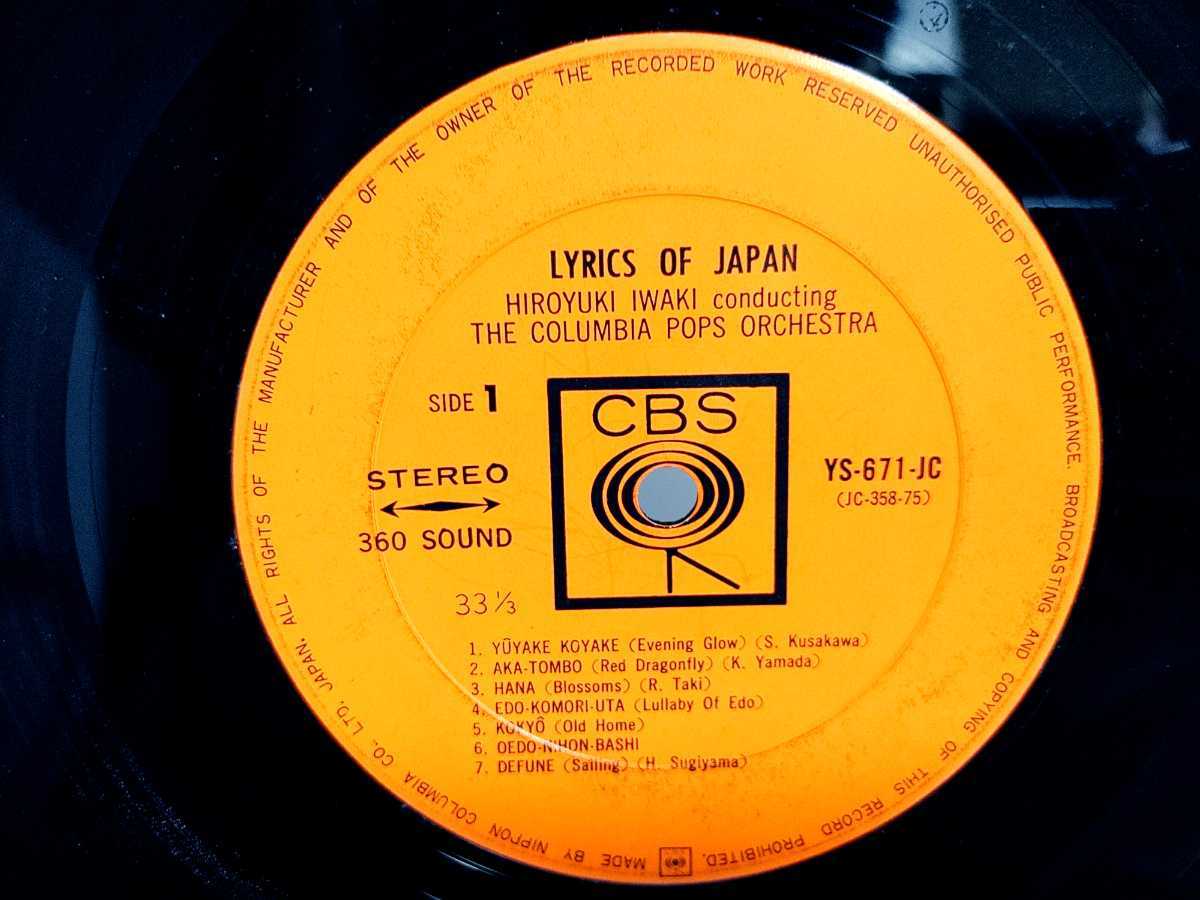 ALL RIGHTS OF THE MANUFACTURER AND OF THE OWNER OF THE RECORDED WORK RESERVED UNAUTHORISED PUBLIC PERFORMANCE. BROADCASTING AND COPYING OF THIS RECORD PROHIBITED.
MADE BY NIPPON COLUMBIA CO., LTD. JAPAN.
LYRICS OF JAPAN
HIROYUKI IWAKI conducting
THE COLUMBIA POPS ORCHESTRA
SIDE 1
CBS
STEREO
360 SOUND
YS-671-JC
(JC-358-75)
33⅓
1. YŪYAKE KOYAKE (Evening Glow) (S. Kusakawa)
2. AKA-TOMBO (Red Dragonfly) (K. Yamada)
3. HANA (Blossoms) (R. Taki)
4. EDO-KOMORI-UTA (Lullaby Of Edo)
5. KOKYÔ (Old Home)
6. OEDO-NIHON-BASHI
7. DEFUNE (Sailing) (H. Sugiyama)